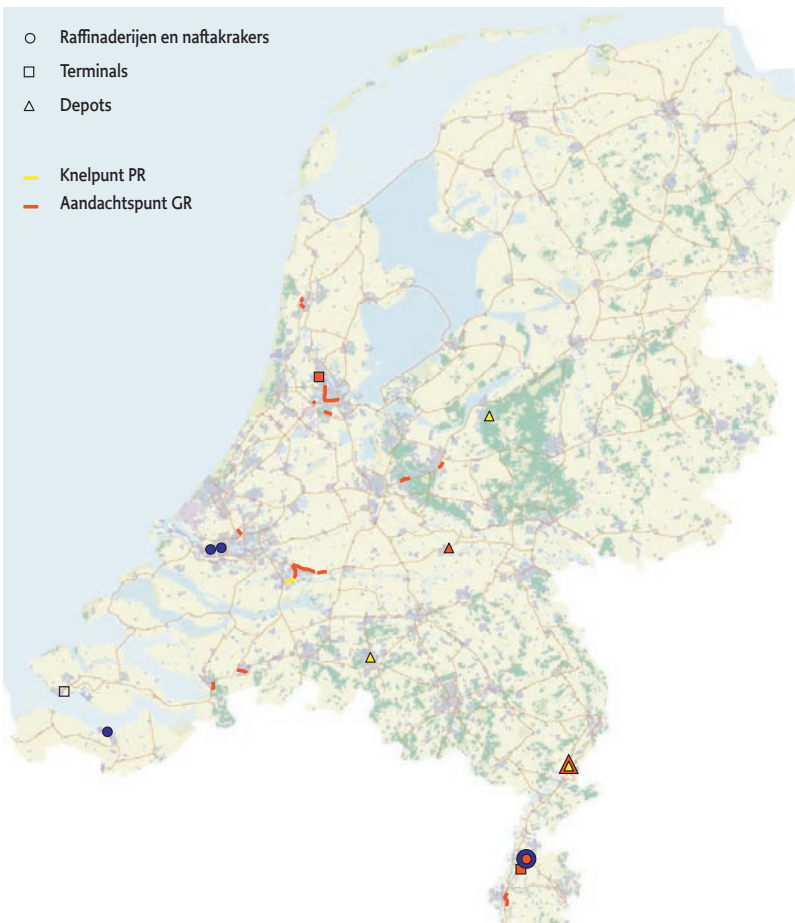 Raffinaderijen en naftakrakers
Terminals
Depots
Knelpunt PR
Aandachtspunt GR